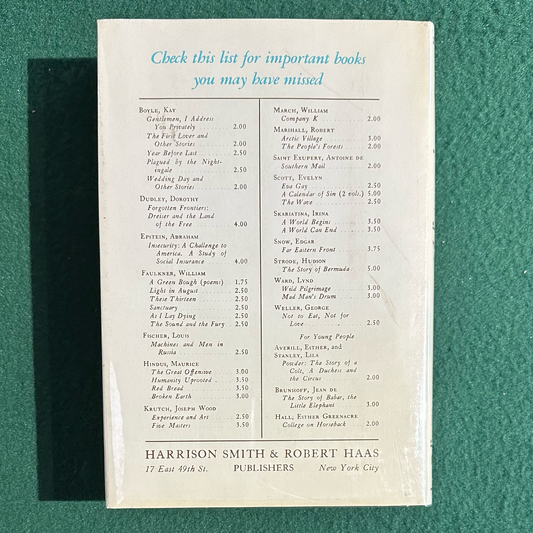 Check this list for important books
you may have missed
BOYLE, KAY
Gentlemen, I Address
You Privately 2.00
The First Lover and
Other Stories 2.00
Year Before Last 2.50
Plagued by the Night-
ingale 2.50
Wedding Day and
Other Stories 2.00
DUDLEY, DOROTHY
Forgotten Frontiers:
Dreiser and the Land
of the Free 4.00
EPSTEIN, ABRAHAM
Insecurity: A Challenge to
America. A Study of
Social Insurance 4.00
FAULKNER, WILLIAM
A Green Bough (poems) 1.75
Light in August 2.50
These Thirteen 2.50
Sanctuary 2.50
As I Lay Dying 2.50
The Sound and the Fury 2.50
FISCHER, LOUIS
Machines and Men in
Russia 2.50
HINDUS, MAURICE
The Great Offensive 3.00
Humanity Uprooted 3.50
Red Bread 3.50
Broken Earth 3.00
KRUTCH, JOSEPH WOOD
Experience and Art 2.50
Five Masters 3.50
MARCH, WILLIAM
Company K 2.00
MARSHALL, ROBERT
Arctic Village 3.00
The People's Forests 2.00
SAINT EXUPERY, ANTOINE DE
Southern Mail 2.00
SCOTT, EVELYN
Eva Gay 2.50
A Calendar of Sin (2 vols.) 5.00
The Wave 2.50
SKARIATINA, IRINA
A World Begins 3.50
A World Can End 3.50
SNOW, EDGAR
Far Eastern Front 3.75
STRODE, HUDSON
The Story of Bermuda 5.00
WARD, LYND
Wild Pilgrimage 3.00
Mad Man's Drum 3.00
WELLER, GEORGE
Not to Eat, Not for
Love 2.50
For Young People
AVERILL, ESTHER, AND
STANLEY, LILA
Powder: The Story of a
Colt, A Duchess and
the Circus 2.00
BRUNHOFF, JEAN DE
The Story of Babar, the
Little Elephant 3.00
HALL, ESTHER GREENACRE
College on Horseback 2.00
HARRISON SMITH & ROBERT HAAS
17 East 49th St. PUBLISHERS New York City